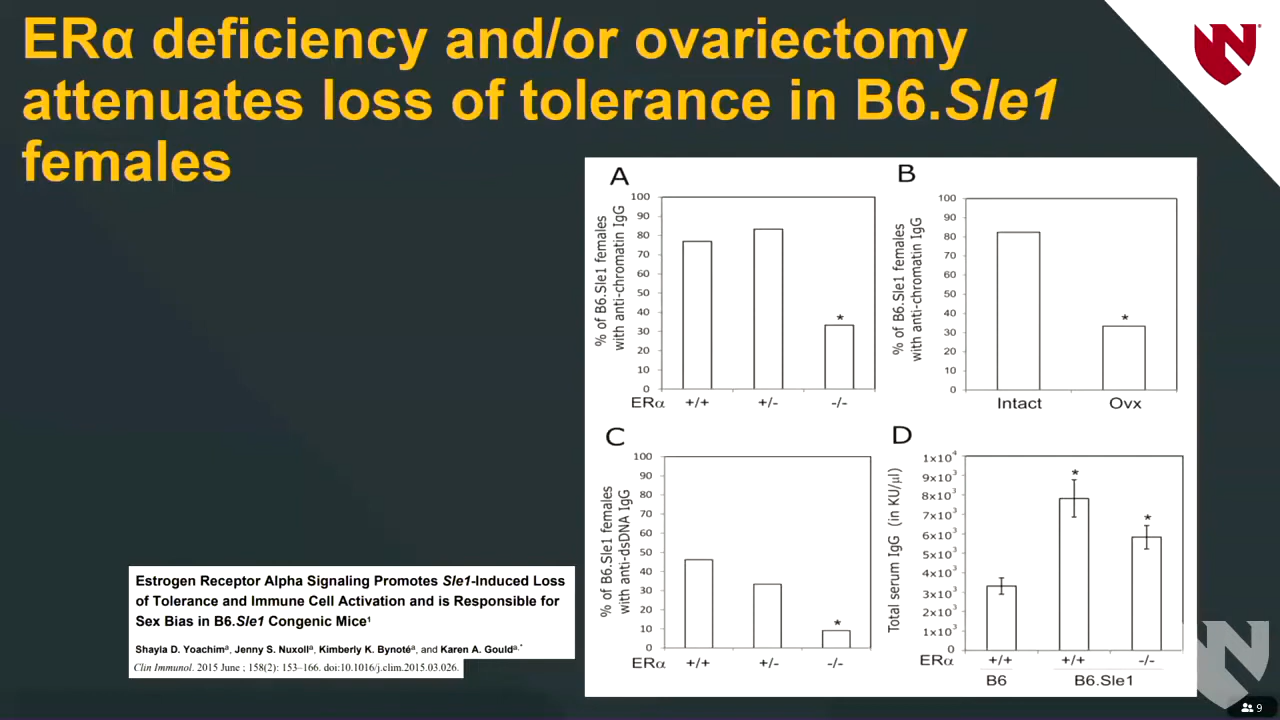 ERα deficiency and/or ovariectomy
attenuates loss of tolerance in B6.Sle1
females
A
% of B6.Sle1 females
with anti-chromatin IgG
100
90
80
70
60
50
40
30
20
10
0
*
ERα +/+ +/- -/-
B
% of B6.Sle1 females
with anti-chromatin IgG
100
90
80
70
60
50
40
30
20
10
0
*
Intact Ovx
C
% of B6.Sle1 females
with anti-dsDNA IgG
100
90
80
70
60
50
40
30
20
10
0
*
ERα +/+ +/- -/-
D
Total serum IgG (in KU/μl)
1x10⁴
9x10³
8x10³
7x10³
6x10³
5x10³
4x10³
3x10³
2x10³
1x10³
0
*
*
ERα +/+ +/+ -/-
B6 B6.Sle1
Estrogen Receptor Alpha Signaling Promotes Sle1-Induced Loss
of Tolerance and Immune Cell Activation and is Responsible for
Sex Bias in B6.Sle1 Congenic Mice¹
Shayla D. Yoachimᵃ, Jenny S. Nuxollᵃ, Kimberly K. Bynotéᵃ, and Karen A. Gouldᵃ,*
Clin Immunol. 2015 June ; 158(2): 153–166. doi:10.1016/j.clim.2015.03.026.
N
N
9